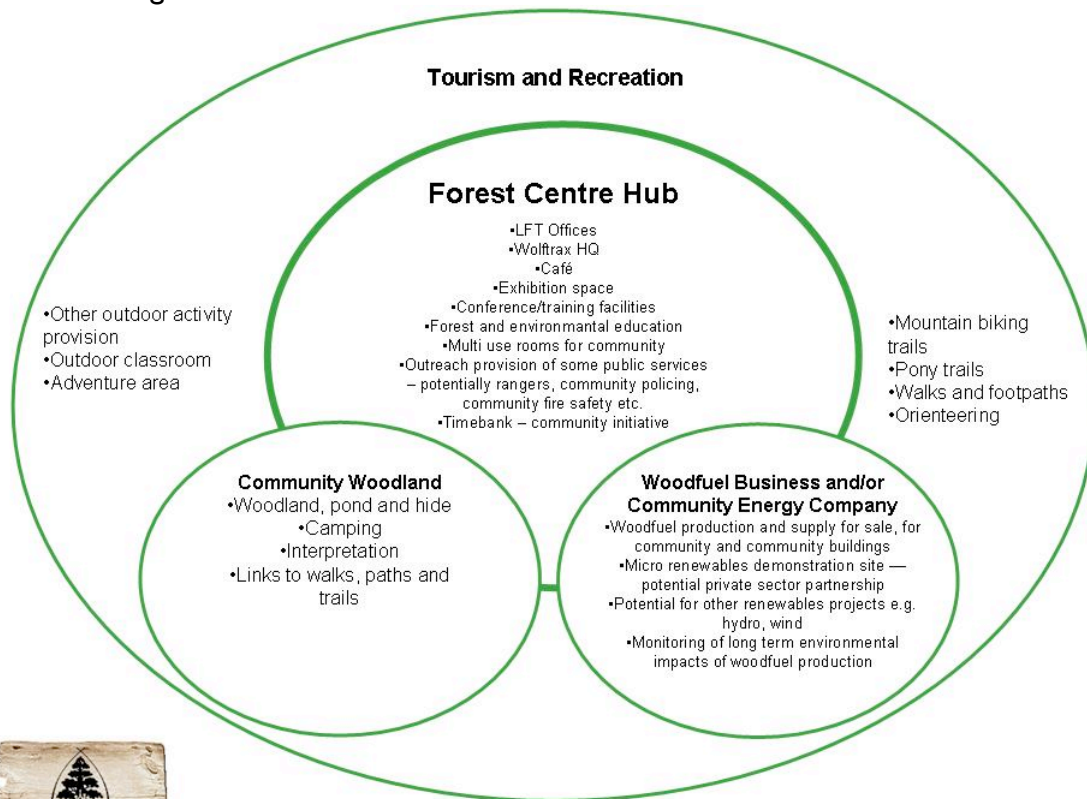 Tourism and Recreation
Forest Centre Hub
•LFT Offices
•Wolftrax HQ
•Café
•Exhibition space
•Conference/training facilities
•Forest and environmantal education
•Multi use rooms for community
•Outreach provision of some public services
– potentially rangers, community policing,
community fire safety etc.
•Timebank – community initiative
•Other outdoor activity
provision
•Outdoor classroom
•Adventure area
•Mountain biking
trails
•Pony trails
•Walks and footpaths
•Orienteering
Community Woodland
•Woodland, pond and hide
•Camping
•Interpretation
•Links to walks, paths and
trails
Woodfuel Business and/or
Community Energy Company
•Woodfuel production and supply for sale, for
community and community buildings
•Micro renewables demonstration site —
potential private sector partnership
•Potential for other renewables projects e.g.
hydro, wind
•Monitoring of long term environmental
impacts of woodfuel production